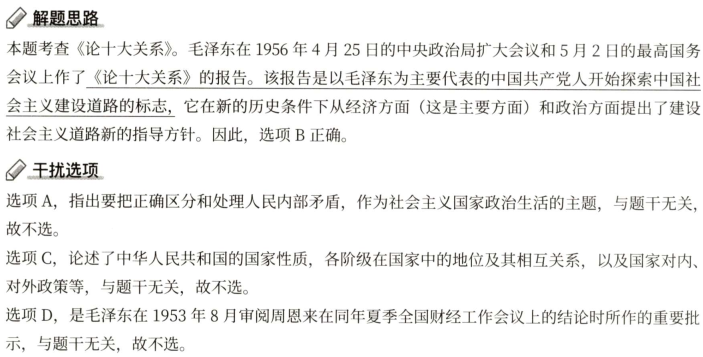 解题思路
本题考查《论十大关系》。毛泽东在 1956 年 4 月 25 日的中央政治局扩大会议和 5 月 2 日的最高国务
会议上作了《论十大关系》的报告。该报告是以毛泽东为主要代表的中国共产党人开始探索中国社
会主义建设道路的标志，它在新的历史条件下从经济方面（这是主要方面）和政治方面提出了建设
社会主义道路新的指导方针。因此，选项 B 正确。
干扰选项
选项 A，指出要把正确区分和处理人民内部矛盾，作为社会主义国家政治生活的主题，与题干无关，
故不选。
选项 C，论述了中华人民共和国的国家性质，各阶级在国家中的地位及其相互关系，以及国家对内、
对外政策等，与题干无关，故不选。
选项 D，是毛泽东在 1953 年 8 月审阅周恩来在同年夏季全国财经工作会议上的结论时所作的重要批
示，与题干无关，故不选。